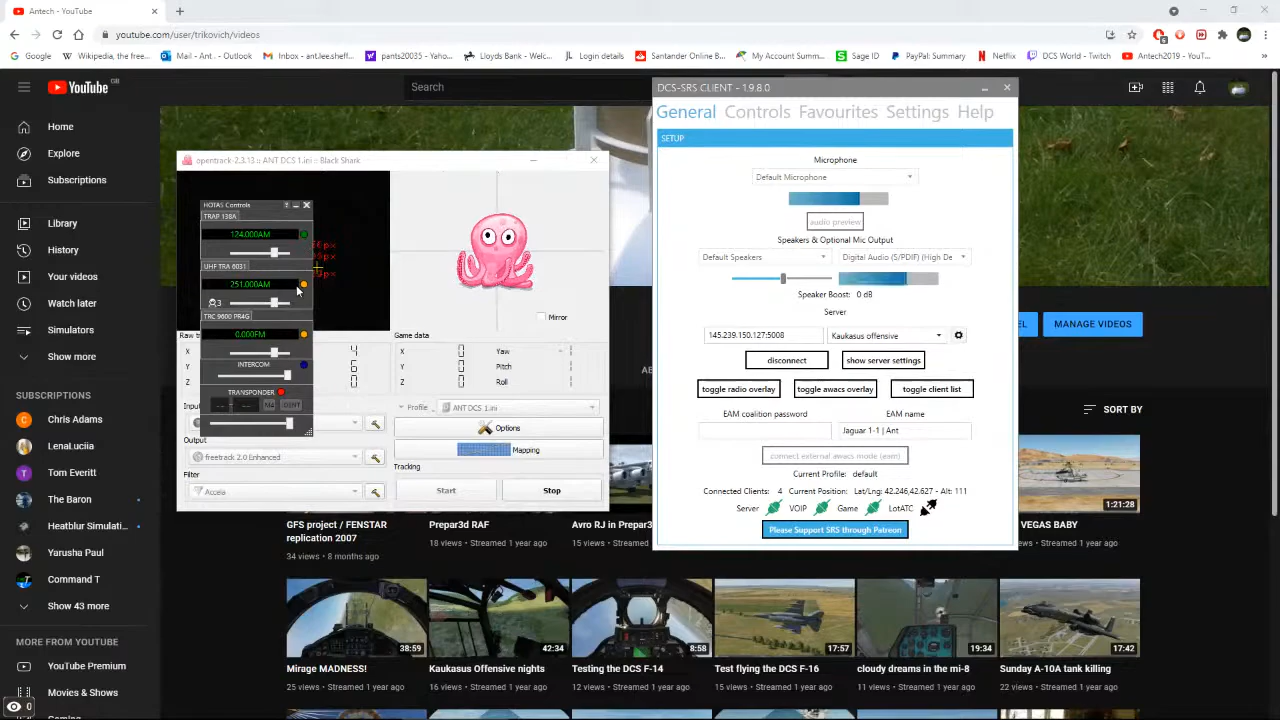 Antech - YouTube
youtube.com/user/trikovich/videos
Google
Wikipedia, the free...
Mail - Ant - Outlook
Inbox - ant.lee.sheff...
pants20035 - Yaho...
Lloyds Bank - Welc...
Login details
Santander Online B...
My Account Summ...
Sage ID
PayPal: Summary
Netflix
DCS World - Twitch
Antech2019 - YouT...
YouTube GB
Search
Home
Explore
Subscriptions
Library
History
Your videos
Watch later
Simulators
Show more
SUBSCRIPTIONS
Chris Adams
LenaLuciia
Tom Everitt
The Baron
Heatblur Simulati...
Yarusha Paul
Command T
Show 43 more
MORE FROM YOUTUBE
YouTube Premium
Movies & Shows
0
opentrack-2.3.13 :: ANT DCS 1.ini :: Black Shark
HOTAS Controls
?
TRAP 138A
124.000AM
UHF TRA 6031
251.000AM
3
TRC 9600 PR4G
0.000FM
INTERCOM
TRANSPONDER
Mirror
Game data
X
Y
Z
X
Y
Z
Yaw
Pitch
Roll
Profile
ANT DCS 1.ini
Options
Output
Mapping
freetrack 2.0 Enhanced
Tracking
Filter
Start
Stop
Accela
DCS-SRS CLIENT - 1.9.8.0
General Controls Favourites Settings Help
SETUP
Microphone
Default Microphone
audio preview
Speakers & Optional Mic Output
Default Speakers
Digital Audio (S/PDIF) (High De
Speaker Boost: 0 dB
Server
145.239.150.127:5008
Kaukasus offensive
disconnect
show server settings
toggle radio overlay
toggle awacs overlay
toggle client list
EAM coalition password
EAM name
Jaguar 1-1 | Ant
connect external awacs mode (eam)
Current Profile: default
Connected Clients: 4 Current Position: Lat/Lng: 42.246,42.627 - Alt: 111
Server
VOIP
Game
LotATC
Please Support SRS through Patreon
MANAGE VIDEOS
SORT BY
1:21:28
GFS project / FENSTAR
replication 2007
34 views • 8 months ago
Prepar3d RAF
18 views • Streamed 1 year ago
Avro RJ in Prepar3
VEGAS BABY
Streamed 1 year ago
38:59
Mirage MADNESS!
25 views • Streamed 1 year ago
42:34
Kaukasus Offensive nights
16 views • Streamed 1 year ago
8:58
Testing the DCS F-14
12 views • Streamed 1 year ago
17:57
Test flying the DCS F-16
12 views • Streamed 1 year ago
19:34
cloudy dreams in the mi-8
11 views • Streamed 1 year ago
17:42
Sunday A-10A tank killing
22 views • Streamed 1 year ago